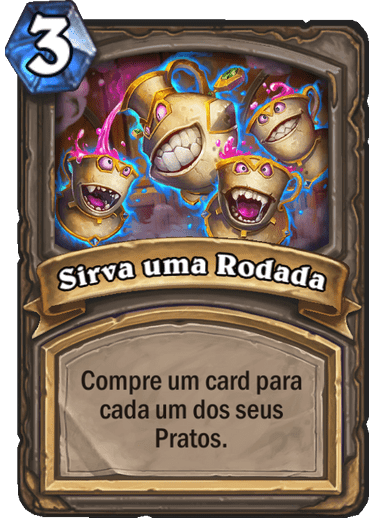 3
Sirva uma Rodada
Compre um card para
cada um dos seus
Pratos.